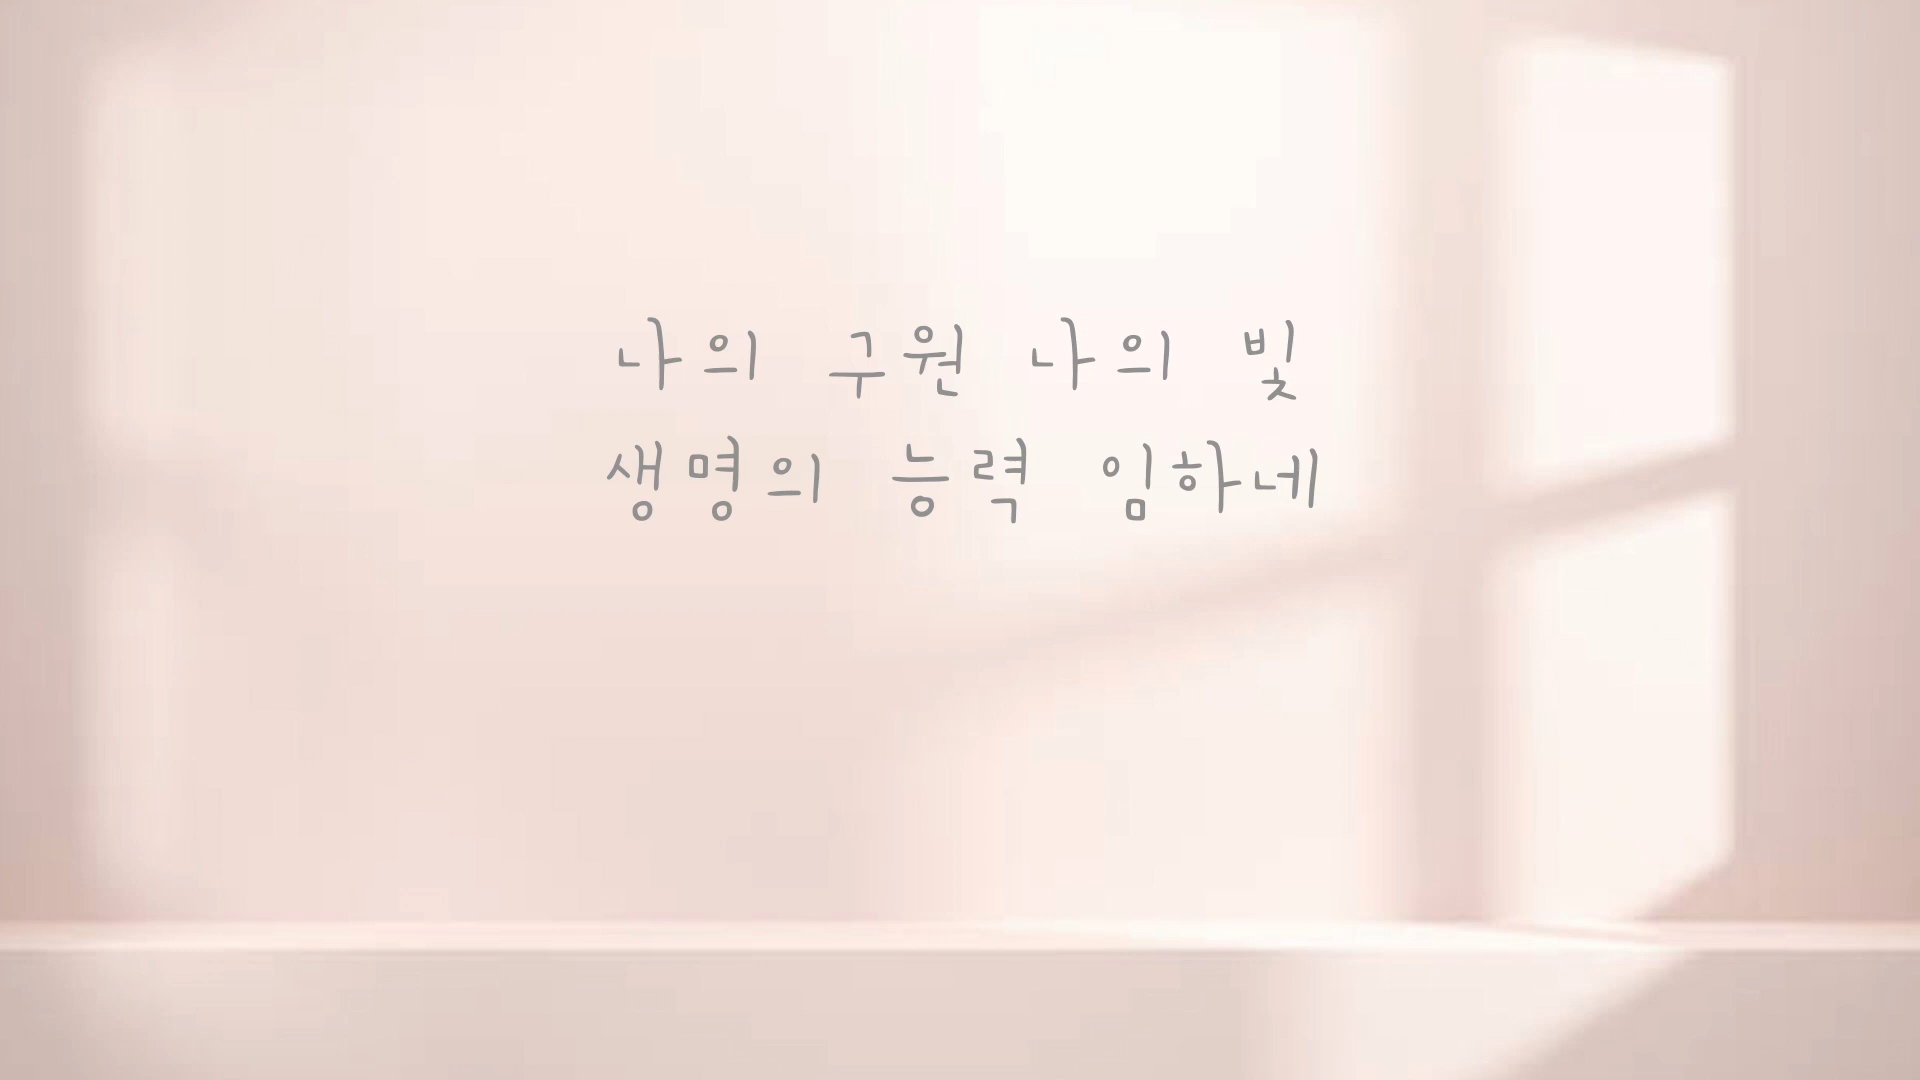 나의 구원 나의 빛
생명의 능력 임하네